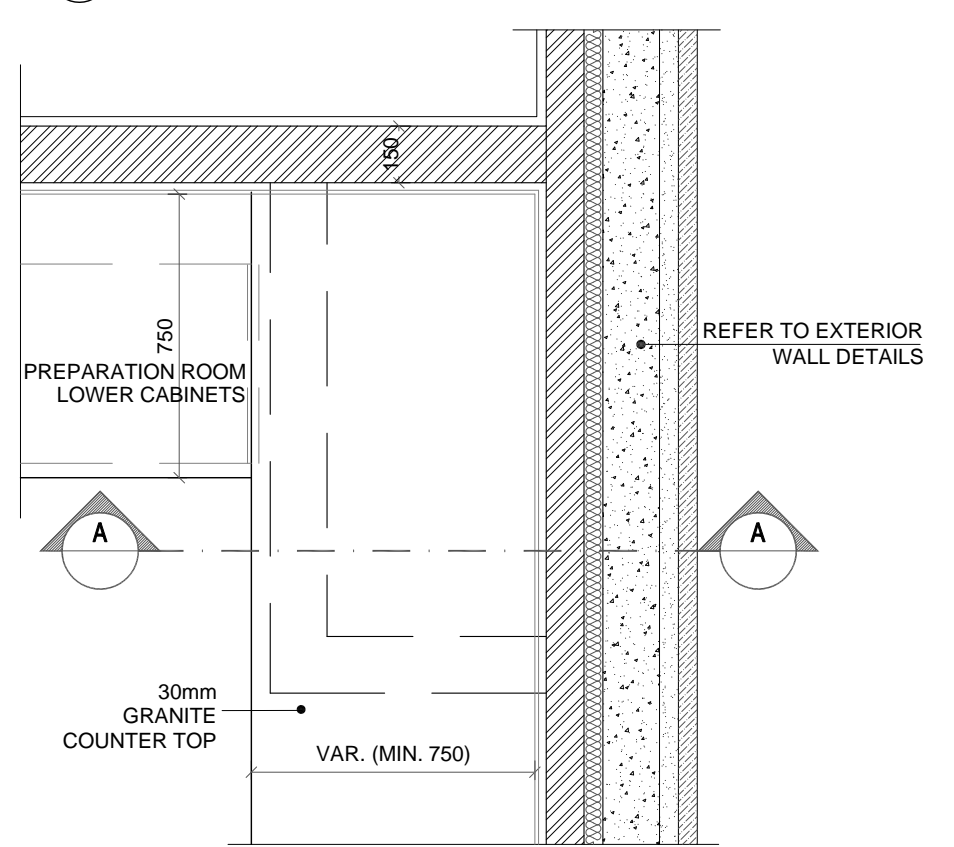 150
750
REFER TO EXTERIOR
WALL DETAILS
PREPARATION ROOM
LOWER CABINETS
A
A
30mm
GRANITE
COUNTER TOP
VAR. (MIN. 750)